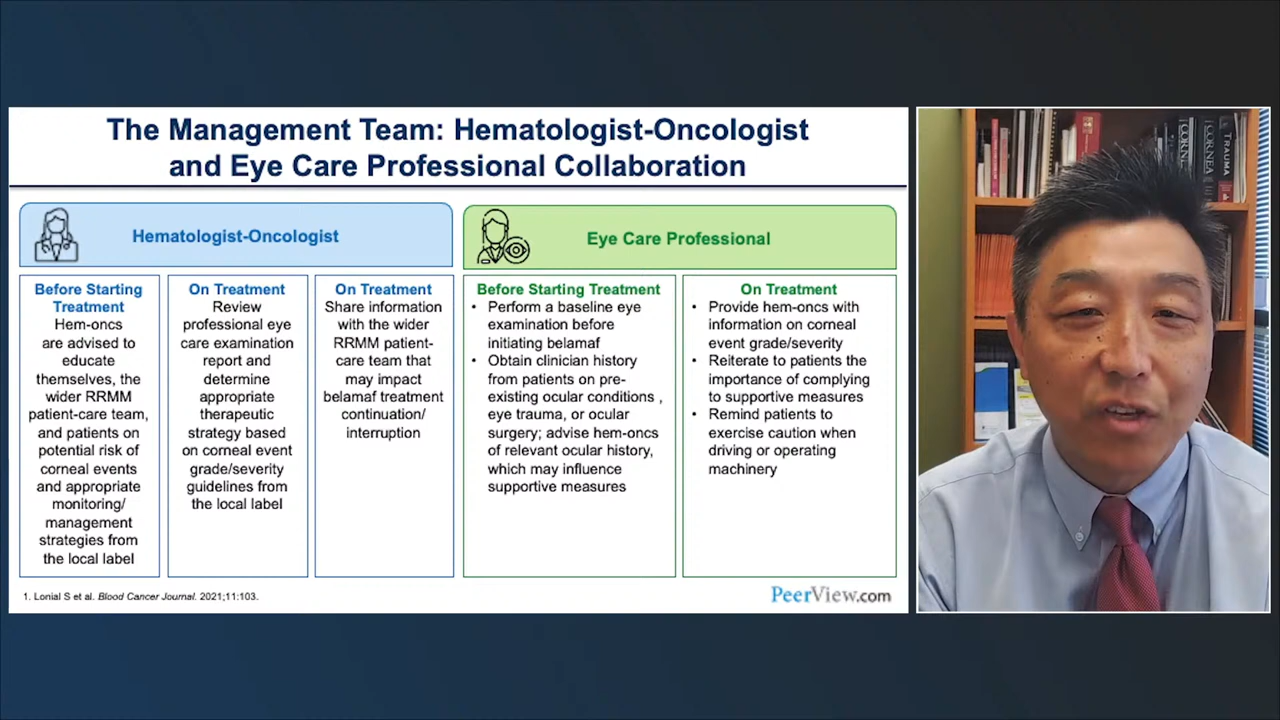 The Management Team: Hematologist-Oncologist
and Eye Care Professional Collaboration
Hematologist-Oncologist
Before Starting
Treatment
Hem-oncs
are advised to
educate
themselves, the
wider RRMM
patient-care team,
and patients on
potential risk of
corneal events
and appropriate
monitoring/
management
strategies from
the local label
On Treatment
Review
professional eye
care examination
report and
determine
appropriate
therapeutic
strategy based
on corneal event
grade/severity
guidelines from
the local label
On Treatment
Share information
with the wider
RRMM patient-
care team that
may impact
belamaf treatment
continuation/
interruption
Eye Care Professional
Before Starting Treatment
• Perform a baseline eye
examination before
initiating belamaf
• Obtain clinician history
from patients on pre-
existing ocular conditions ,
eye trauma, or ocular
surgery; advise hem-oncs
of relevant ocular history,
which may influence
supportive measures
On Treatment
• Provide hem-oncs with
information on corneal
event grade/severity
• Reiterate to patients the
importance of complying
to supportive measures
• Remind patients to
exercise caution when
driving or operating
machinery
1. Lonial S et al. Blood Cancer Journal. 2021;11:103.
PeerView.com
CORNEA
CORNEA
TRAUMA